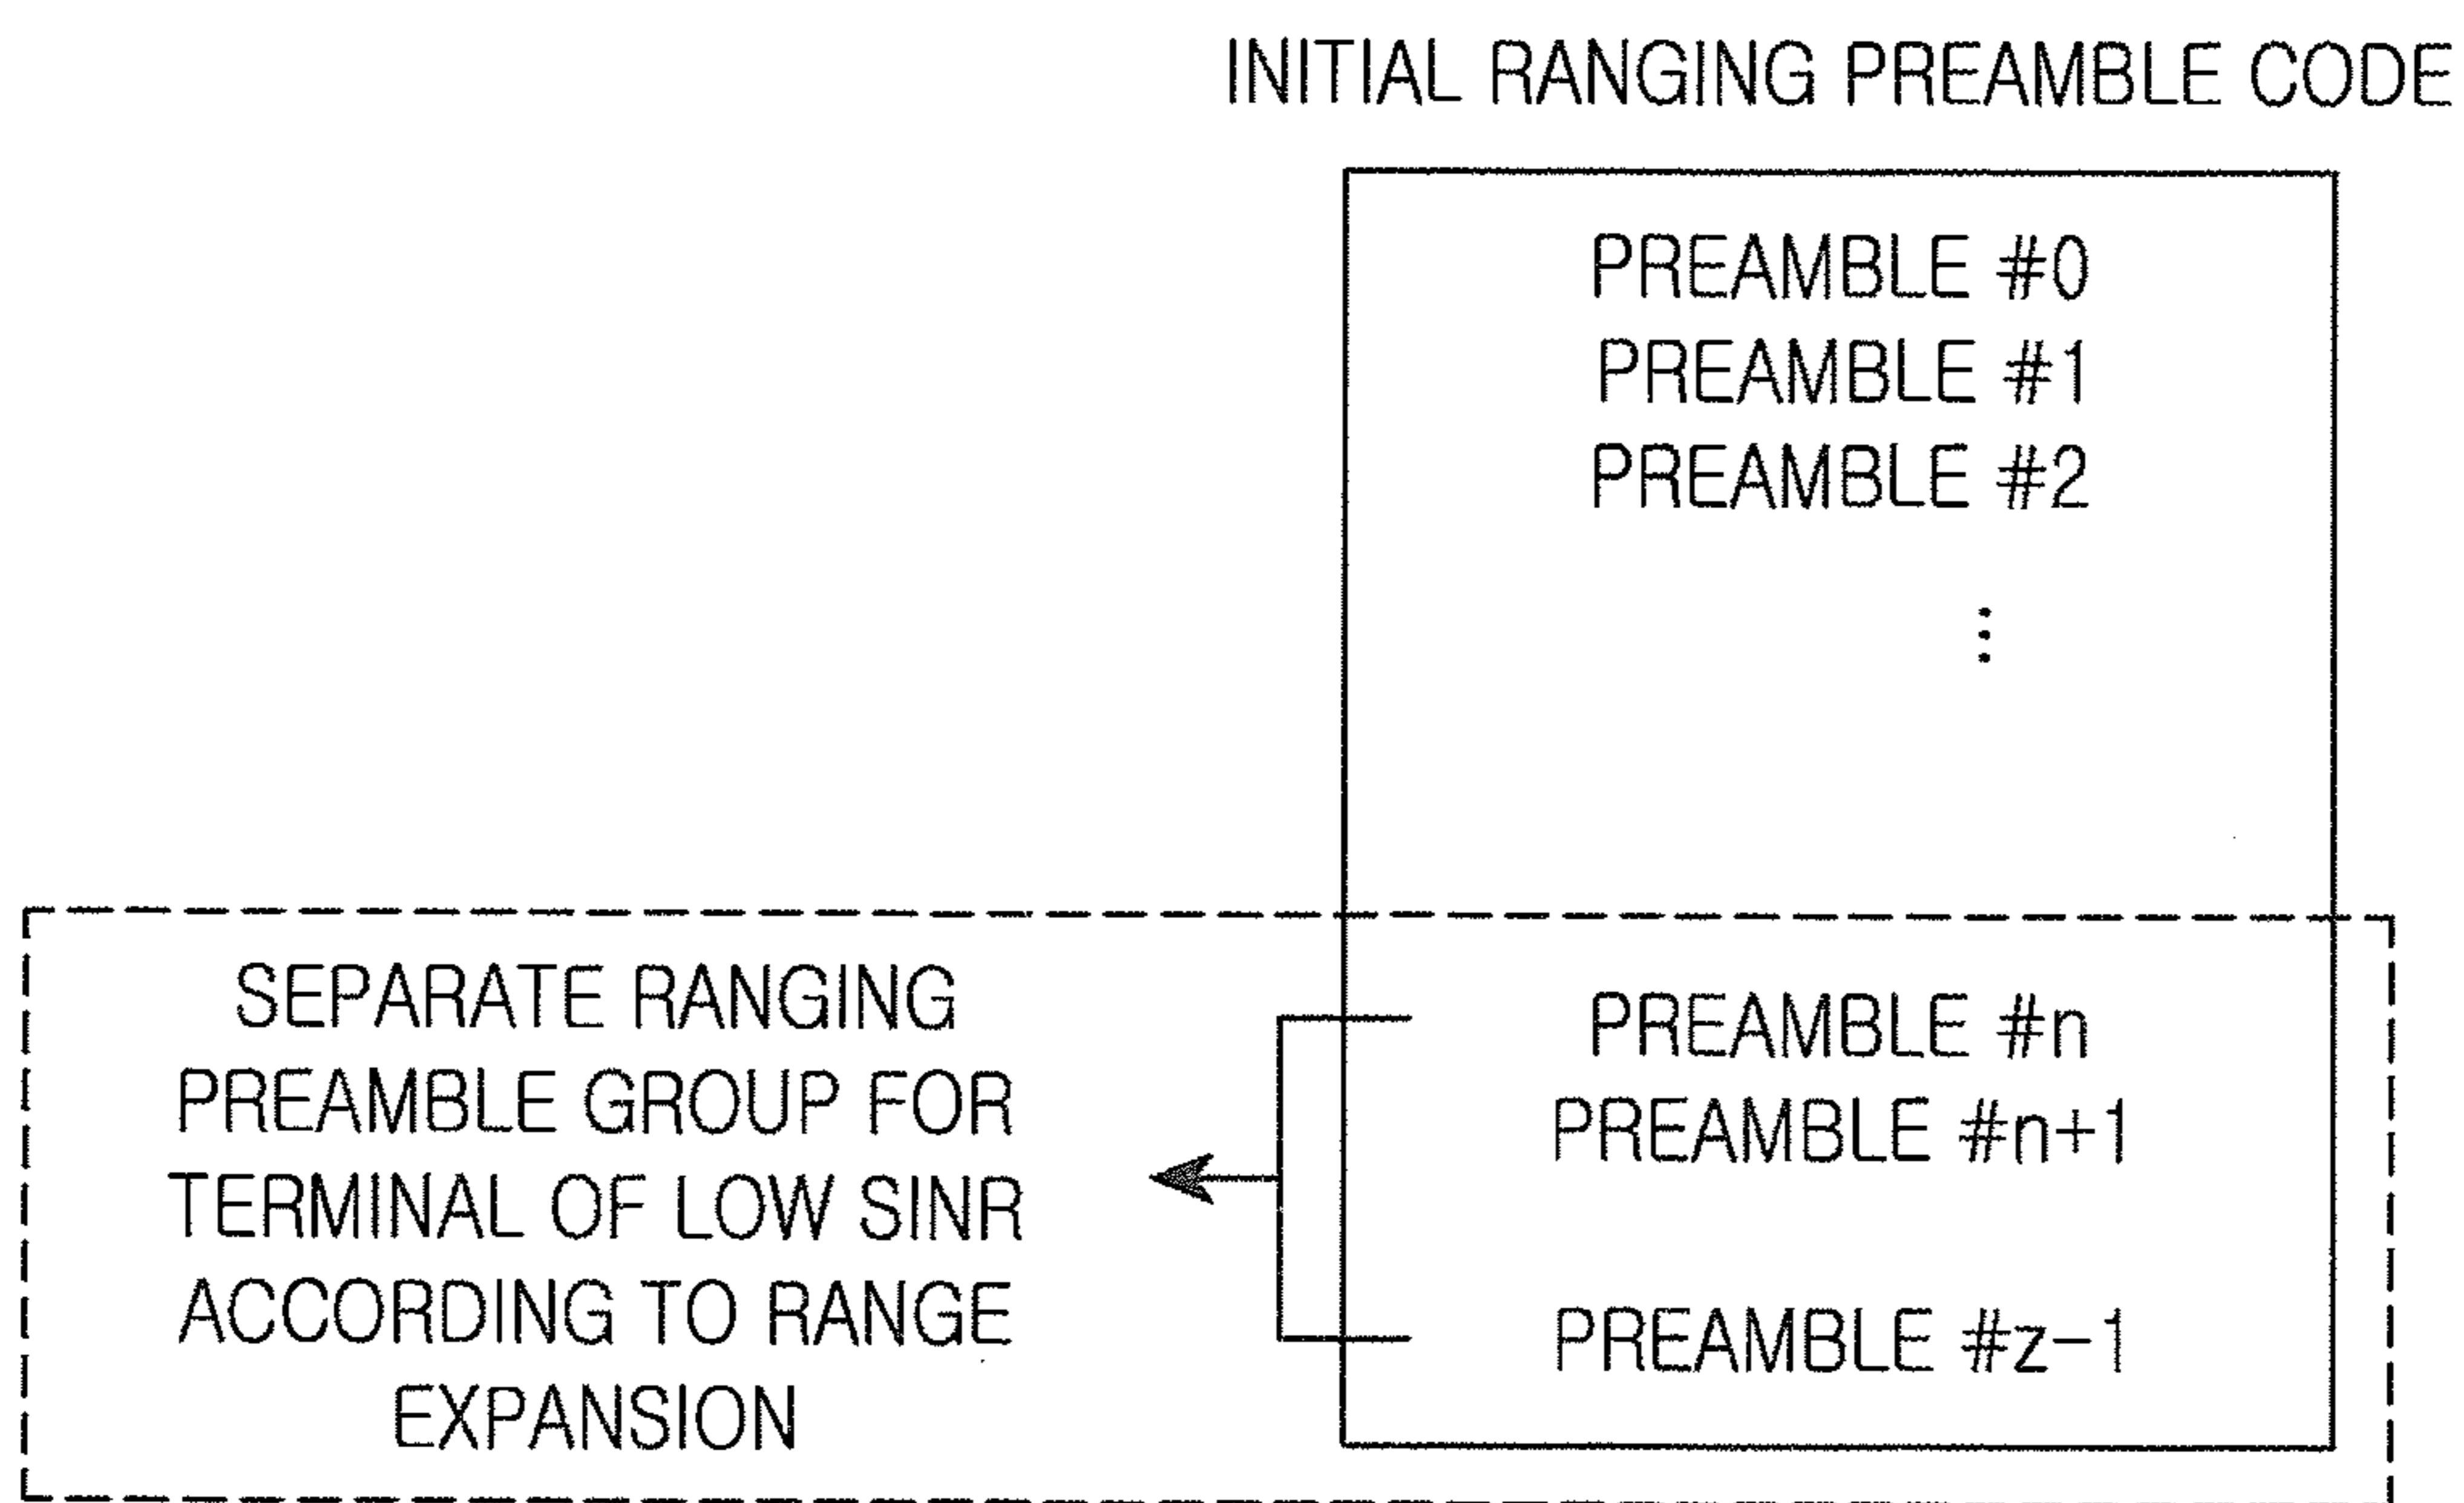 INITIAL RANGING PREAMBLE CODE
PREAMBLE #0
PREAMBLE #1
PREAMBLE #2
⋮
SEPARATE RANGING
PREAMBLE GROUP FOR
TERMINAL OF LOW SINR
ACCORDING TO RANGE
EXPANSION
PREAMBLE #n
PREAMBLE #n+1
PREAMBLE #z-1